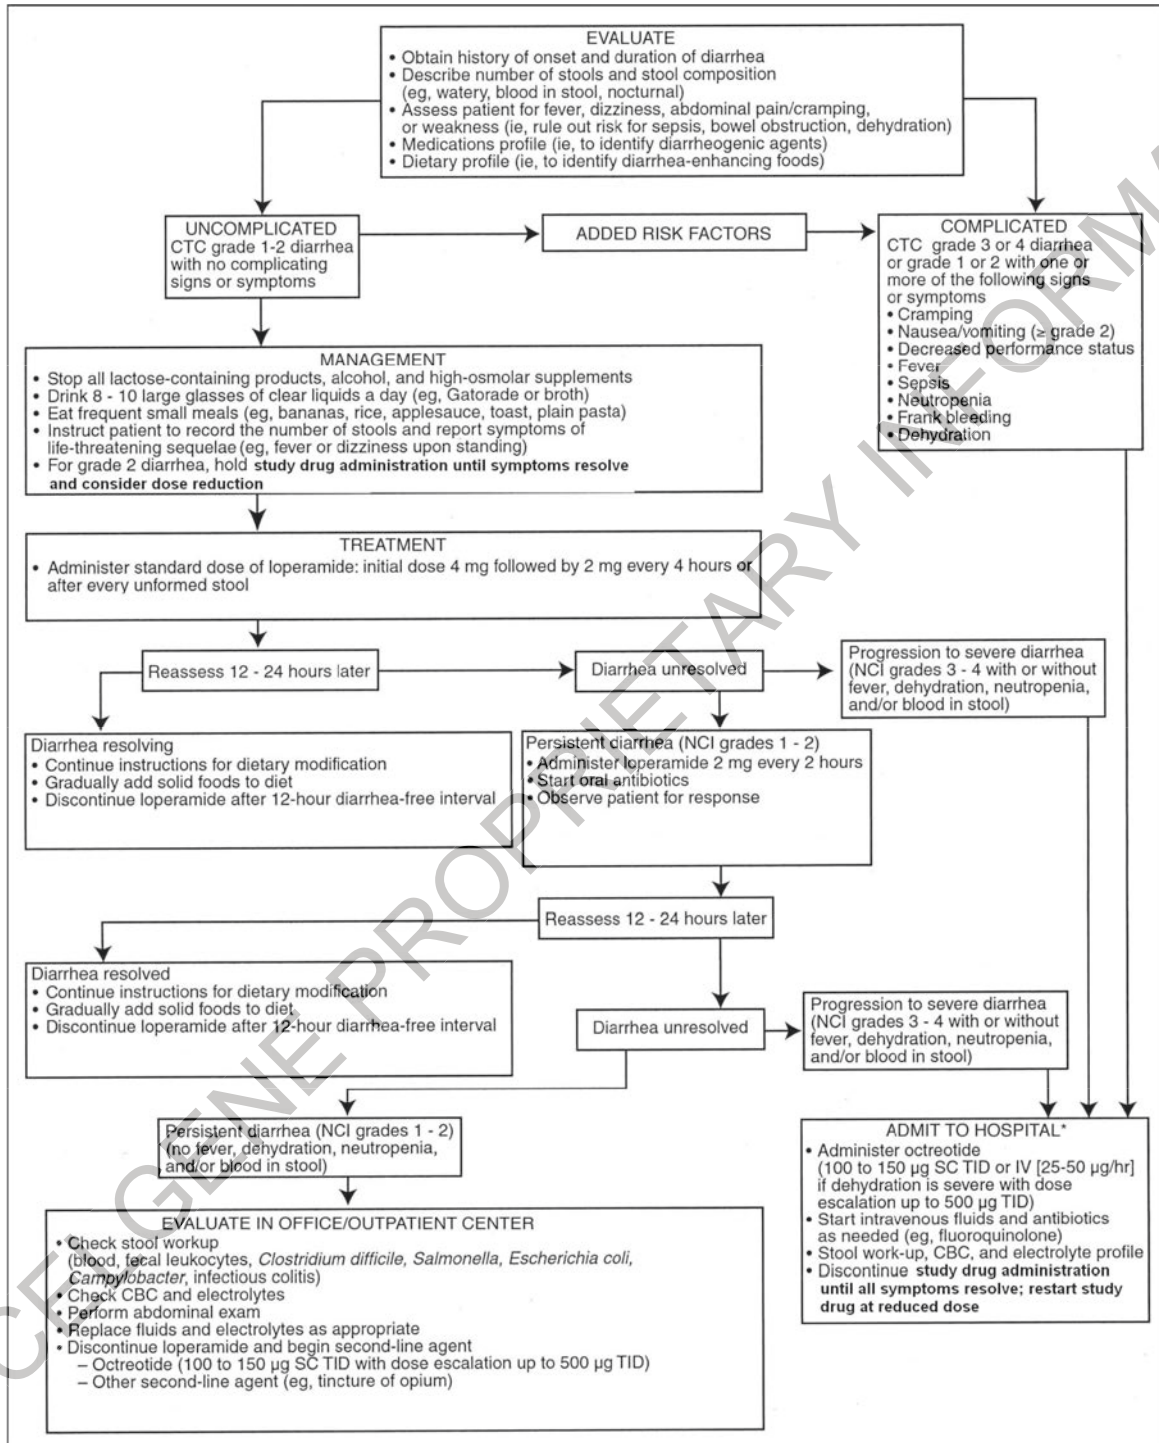 EVALUATE
• Obtain history of onset and duration of diarrhea
• Describe number of stools and stool composition
(eg, watery, blood in stool, nocturnal)
• Assess patient for fever, dizziness, abdominal pain/cramping,
or weakness (ie, rule out risk for sepsis, bowel obstruction, dehydration)
• Medications profile (ie, to identify diarrheogenic agents)
• Dietary profile (ie, to identify diarrhea-enhancing foods)
UNCOMPLICATED
CTC grade 1-2 diarrhea
with no complicating
signs or symptoms
ADDED RISK FACTORS
COMPLICATED
CTC grade 3 or 4 diarrhea
or grade 1 or 2 with one or
more of the following signs
or symptoms
• Cramping
• Nausea/vomiting (≥ grade 2)
• Decreased performance status
• Fever
• Sepsis
• Neutropenia
• Frank bleeding
• Dehydration
MANAGEMENT
• Stop all lactose-containing products, alcohol, and high-osmolar supplements
• Drink 8 - 10 large glasses of clear liquids a day (eg, Gatorade or broth)
• Eat frequent small meals (eg, bananas, rice, applesauce, toast, plain pasta)
• Instruct patient to record the number of stools and report symptoms of
life-threatening sequelae (eg, fever or dizziness upon standing)
• For grade 2 diarrhea, hold study drug administration until symptoms resolve
and consider dose reduction
TREATMENT
• Administer standard dose of loperamide: initial dose 4 mg followed by 2 mg every 4 hours or
after every unformed stool
Reassess 12 - 24 hours later
Diarrhea unresolved
Progression to severe diarrhea
(NCI grades 3 - 4 with or without
fever, dehydration, neutropenia,
and/or blood in stool)
Diarrhea resolving
• Continue instructions for dietary modification
• Gradually add solid foods to diet
• Discontinue loperamide after 12-hour diarrhea-free interval
Persistent diarrhea (NCI grades 1 - 2)
• Administer loperamide 2 mg every 2 hours
• Start oral antibiotics
• Observe patient for response
Reassess 12 - 24 hours later
Diarrhea resolved
• Continue instructions for dietary modification
• Gradually add solid foods to diet
• Discontinue loperamide after 12-hour diarrhea-free interval
Diarrhea unresolved
Progression to severe diarrhea
(NCI grades 3 - 4 with or without
fever, dehydration, neutropenia,
and/or blood in stool)
Persistent diarrhea (NCI grades 1 - 2)
(no fever, dehydration, neutropenia,
and/or blood in stool)
ADMIT TO HOSPITAL*
• Administer octreotide
(100 to 150 µg SC TID or IV [25-50 µg/hr]
if dehydration is severe with dose
escalation up to 500 µg TID)
• Start intravenous fluids and antibiotics
as needed (eg, fluoroquinolone)
• Stool work-up, CBC, and electrolyte profile
• Discontinue study drug administration
until all symptoms resolve; restart study
drug at reduced dose
EVALUATE IN OFFICE/OUTPATIENT CENTER
• Check stool workup
(blood, fecal leukocytes, Clostridium difficile, Salmonella, Escherichia coli,
Campylobacter, infectious colitis)
• Check CBC and electrolytes
• Perform abdominal exam
• Replace fluids and electrolytes as appropriate
• Discontinue loperamide and begin second-line agent
– Octreotide (100 to 150 µg SC TID with dose escalation up to 500 µg TID)
– Other second-line agent (eg, tincture of opium)
CELGENE PROPRIETARY